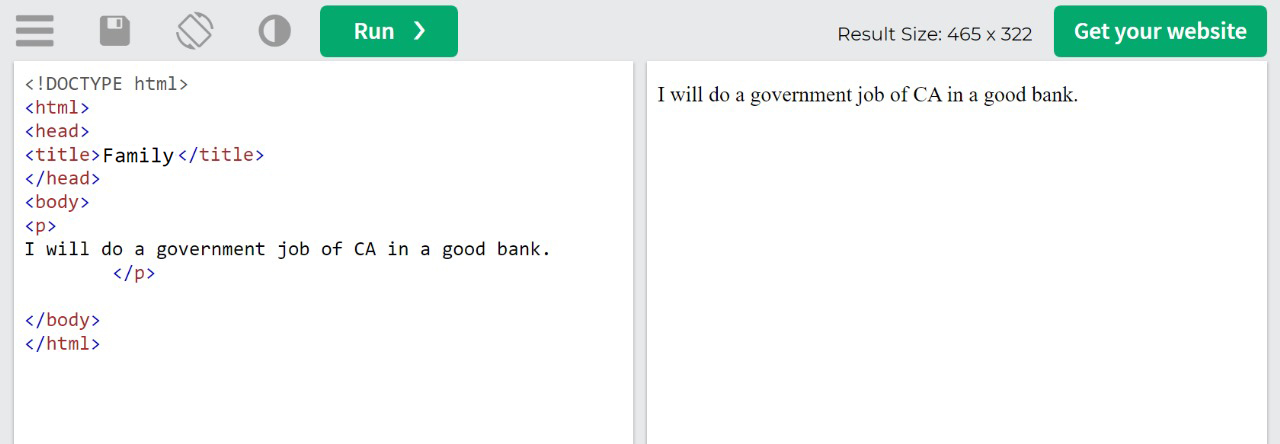 Run ❯
Result Size: 465 x 322
Get your website
<!DOCTYPE html>
<html>
<head>
<title>Family</title>
</head>
<body>
<p>
I will do a government job of CA in a good bank.
</p>
</body>
</html>
I will do a government job of CA in a good bank.